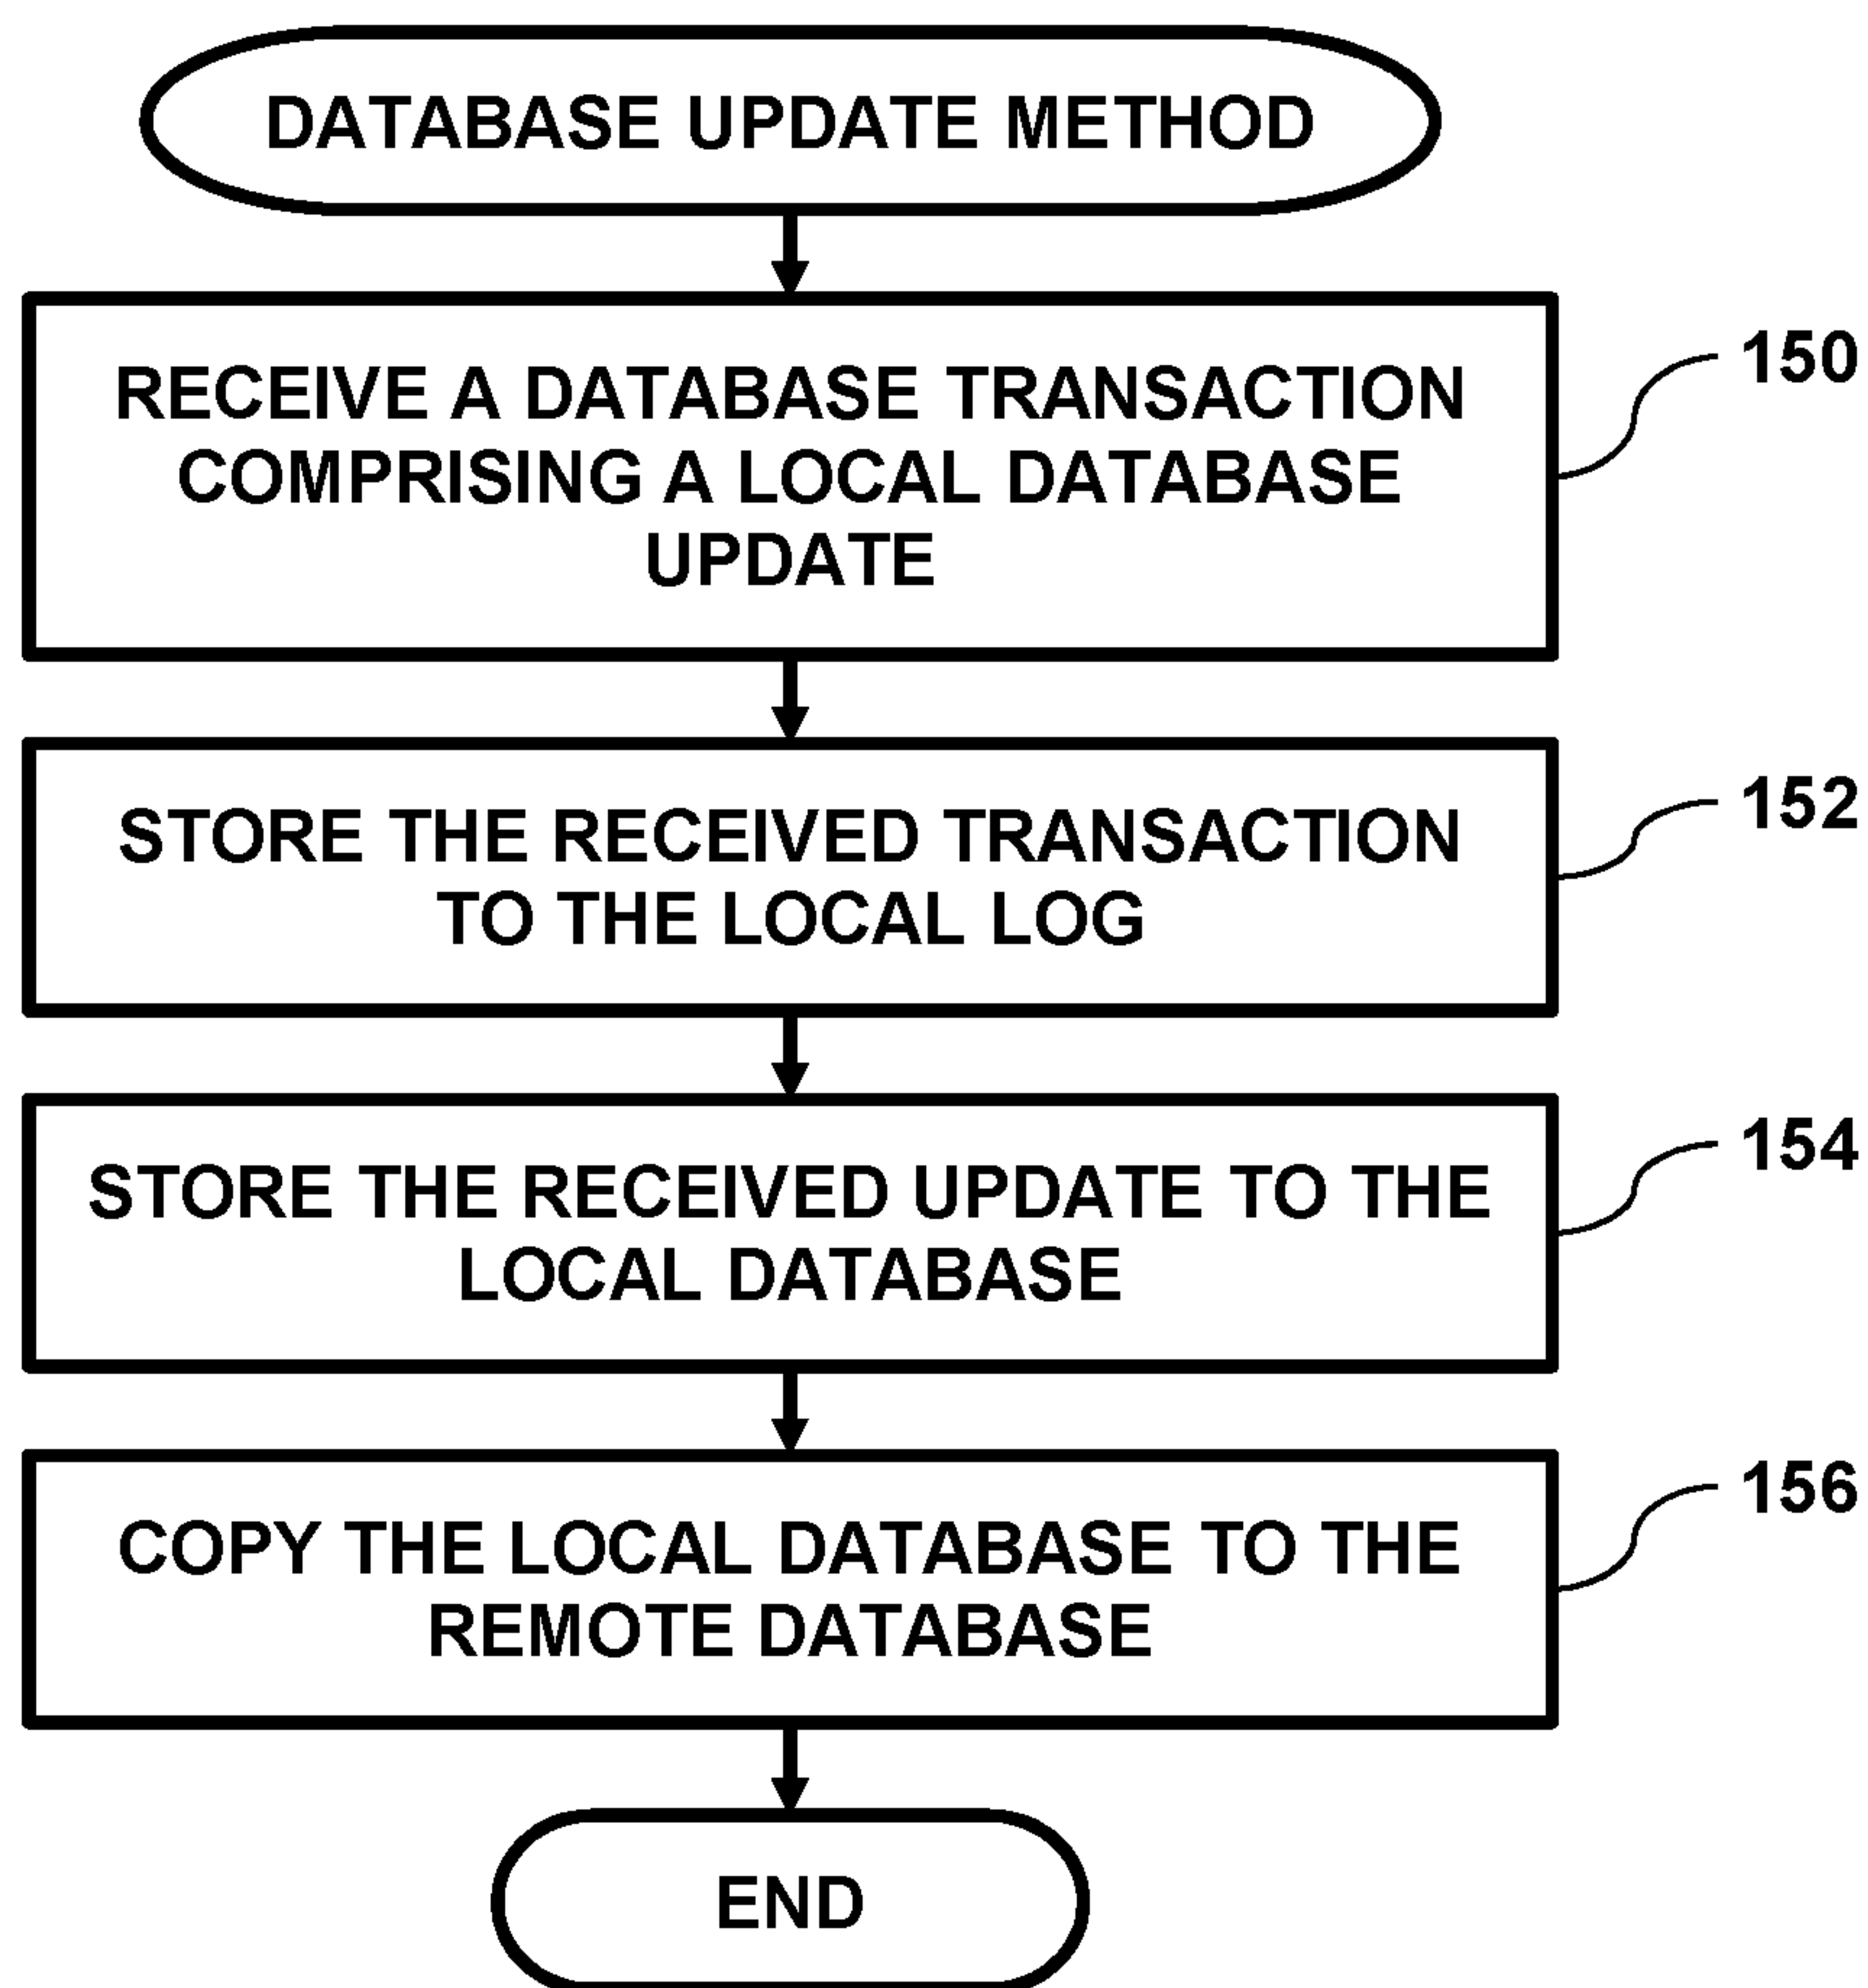 DATABASE UPDATE METHOD
RECEIVE A DATABASE TRANSACTION
COMPRISING A LOCAL DATABASE
UPDATE
150
STORE THE RECEIVED TRANSACTION
TO THE LOCAL LOG
152
STORE THE RECEIVED UPDATE TO THE
LOCAL DATABASE
154
COPY THE LOCAL DATABASE TO THE
REMOTE DATABASE
156
END